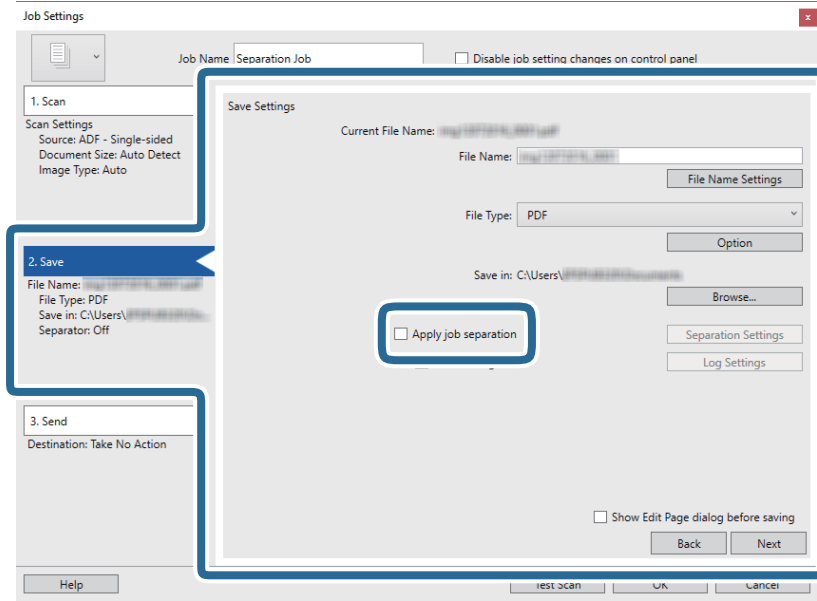 Job Settings
x
Job Name Separation Job
Disable job setting changes on control panel
1. Scan
Scan Settings
Source: ADF - Single-sided
Document Size: Auto Detect
Image Type: Auto
2. Save
File Name:
File Type: PDF
Save in: C:\Users\
Separator: Off
3. Send
Destination: Take No Action
Save Settings
Current File Name:
File Name:
File Name Settings
File Type: PDF
Option
Save in: C:\Users\
Browse...
Apply job separation
Separation Settings
Log Settings
Show Edit Page dialog before saving
Back
Next
Help
Test Scan
OK
Cancel